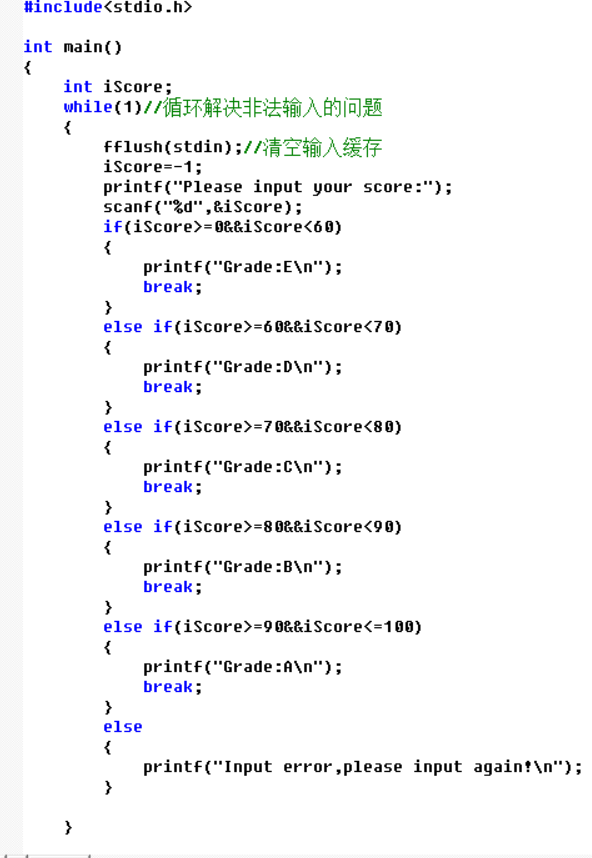 #include<stdio.h>
int main()
{
int iScore;
while(1)//循环解决非法输入的问题
{
fflush(stdin);//清空输入缓存
iScore=-1;
printf("Please input your score:");
scanf("%d",&iScore);
if(iScore>=0&&iScore<60)
{
printf("Grade:E\n");
break;
}
else if(iScore>=60&&iScore<70)
{
printf("Grade:D\n");
break;
}
else if(iScore>=70&&iScore<80)
{
printf("Grade:C\n");
break;
}
else if(iScore>=80&&iScore<90)
{
printf("Grade:B\n");
break;
}
else if(iScore>=90&&iScore<=100)
{
printf("Grade:A\n");
break;
}
else
{
printf("Input error,please input again!\n");
}
}